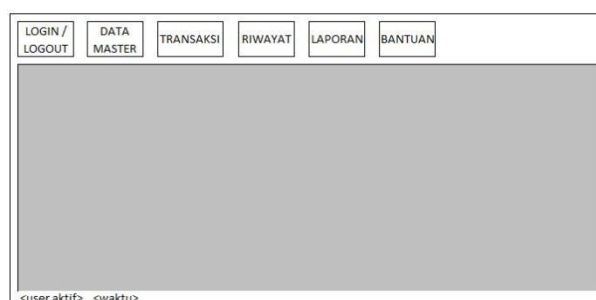 LOGIN /
LOGOUT
DATA
MASTER
TRANSAKSI
RIWAYAT
LAPORAN
BANTUAN
<user aktif> <waktu>